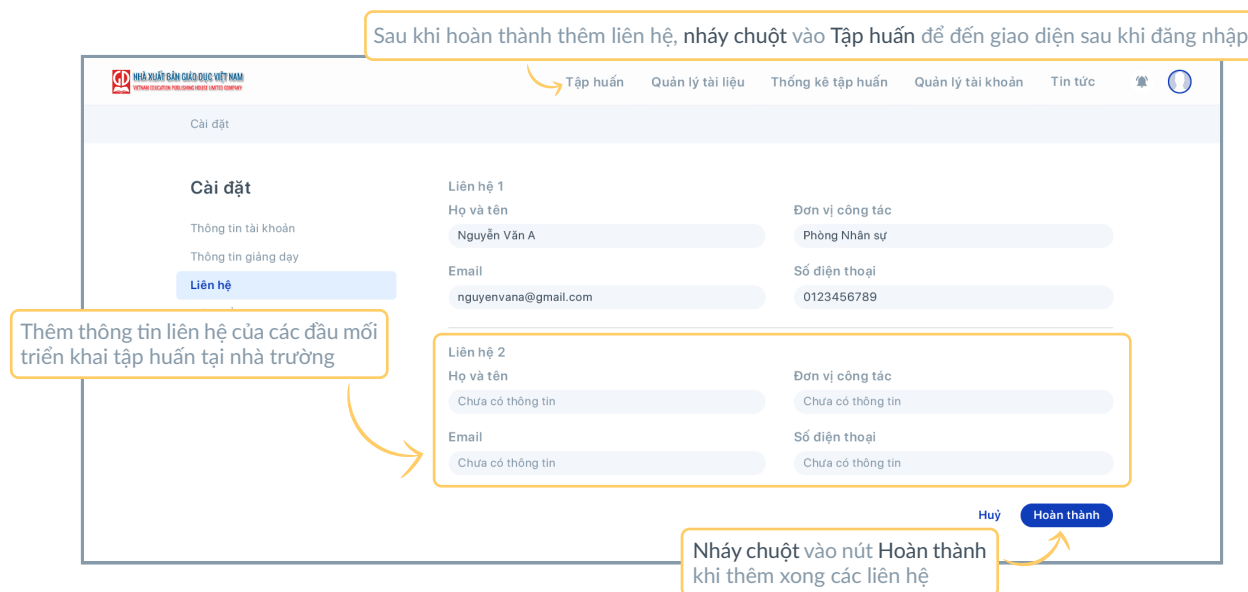 Sau khi hoàn thành thêm liên hệ, nháy chuột vào Tập huấn để đến giao diện sau khi đăng nhập
NHÀ XUẤT BẢN GIÁO DỤC VIỆT NAM
VIETNAM EDUCATION PUBLISHING HOUSE LIMITED COMPANY
Tập huấn Quản lý tài liệu Thống kê tập huấn Quản lý tài khoản Tin tức
Cài đặt
Cài đặt
Thông tin tài khoản
Thông tin giảng dạy
Liên hệ
Thêm thông tin liên hệ của các đầu mối
triển khai tập huấn tại nhà trường
Liên hệ 1
Họ và tên Đơn vị công tác
Nguyễn Văn A Phòng Nhân sự
Email Số điện thoại
nguyenvana@gmail.com 0123456789
Liên hệ 2
Họ và tên Đơn vị công tác
Chưa có thông tin Chưa có thông tin
Email Số điện thoại
Chưa có thông tin Chưa có thông tin
Huỷ Hoàn thành
Nháy chuột vào nút Hoàn thành
khi thêm xong các liên hệ